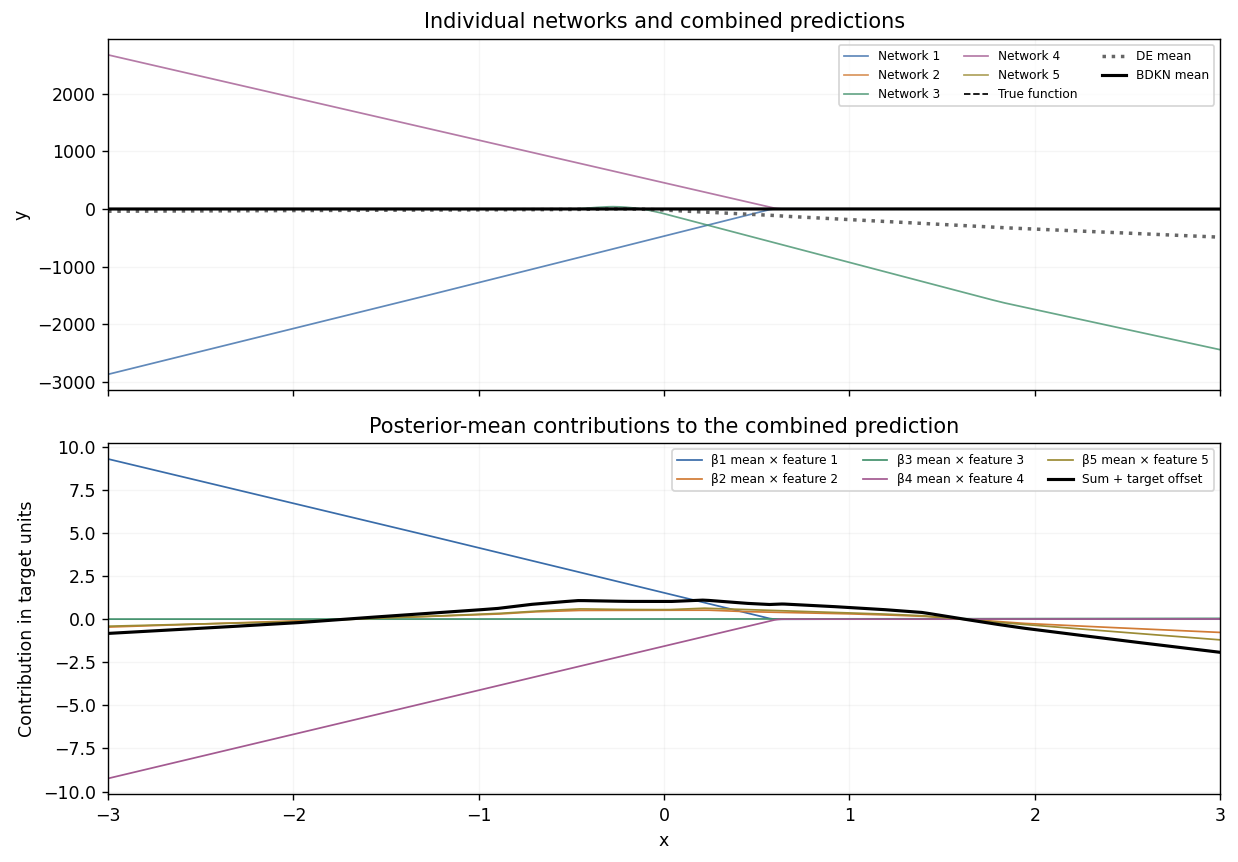 Individual networks and combined predictions
Network 1
Network 2
Network 3
Network 4
Network 5
True function
DE mean
BDKN mean
2000
1000
0
−1000
−2000
−3000
y
Posterior-mean contributions to the combined prediction
β1 mean × feature 1
β2 mean × feature 2
β3 mean × feature 3
β4 mean × feature 4
β5 mean × feature 5
Sum + target offset
10.0
7.5
5.0
2.5
0.0
−2.5
−5.0
−7.5
−10.0
Contribution in target units
−3 −2 −1 0 1 2 3
x